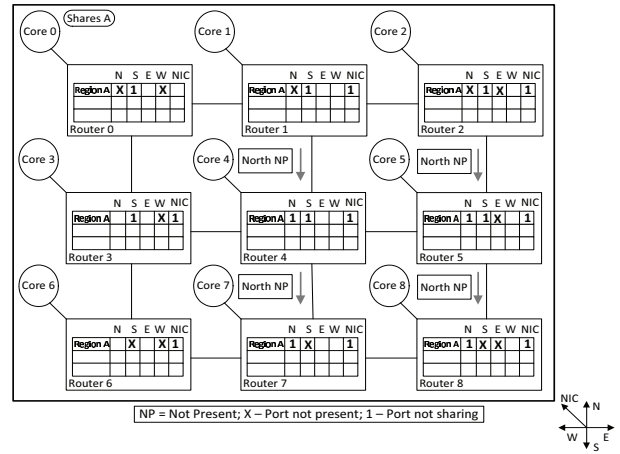 Core 0
Shares A
Core 1
Core 2
N S E W NIC
Region A X 1 X
Router 0
N S E W NIC
Region A X 1 1
Router 1
N S E W NIC
Region A X 1 X 1
Router 2
Core 3
Core 4
North NP
Core 5
North NP
N S E W NIC
Region A 1 X 1
Router 3
N S E W NIC
Region A 1 1 1
Router 4
N S E W NIC
Region A 1 1 X 1
Router 5
Core 6
Core 7
North NP
Core 8
North NP
N S E W NIC
Region A X X 1
Router 6
N S E W NIC
Region A 1 X 1
Router 7
N S E W NIC
Region A 1 X X 1
Router 8
NP = Not Present; X – Port not present; 1 – Port not sharing
NIC
N
W
E
S